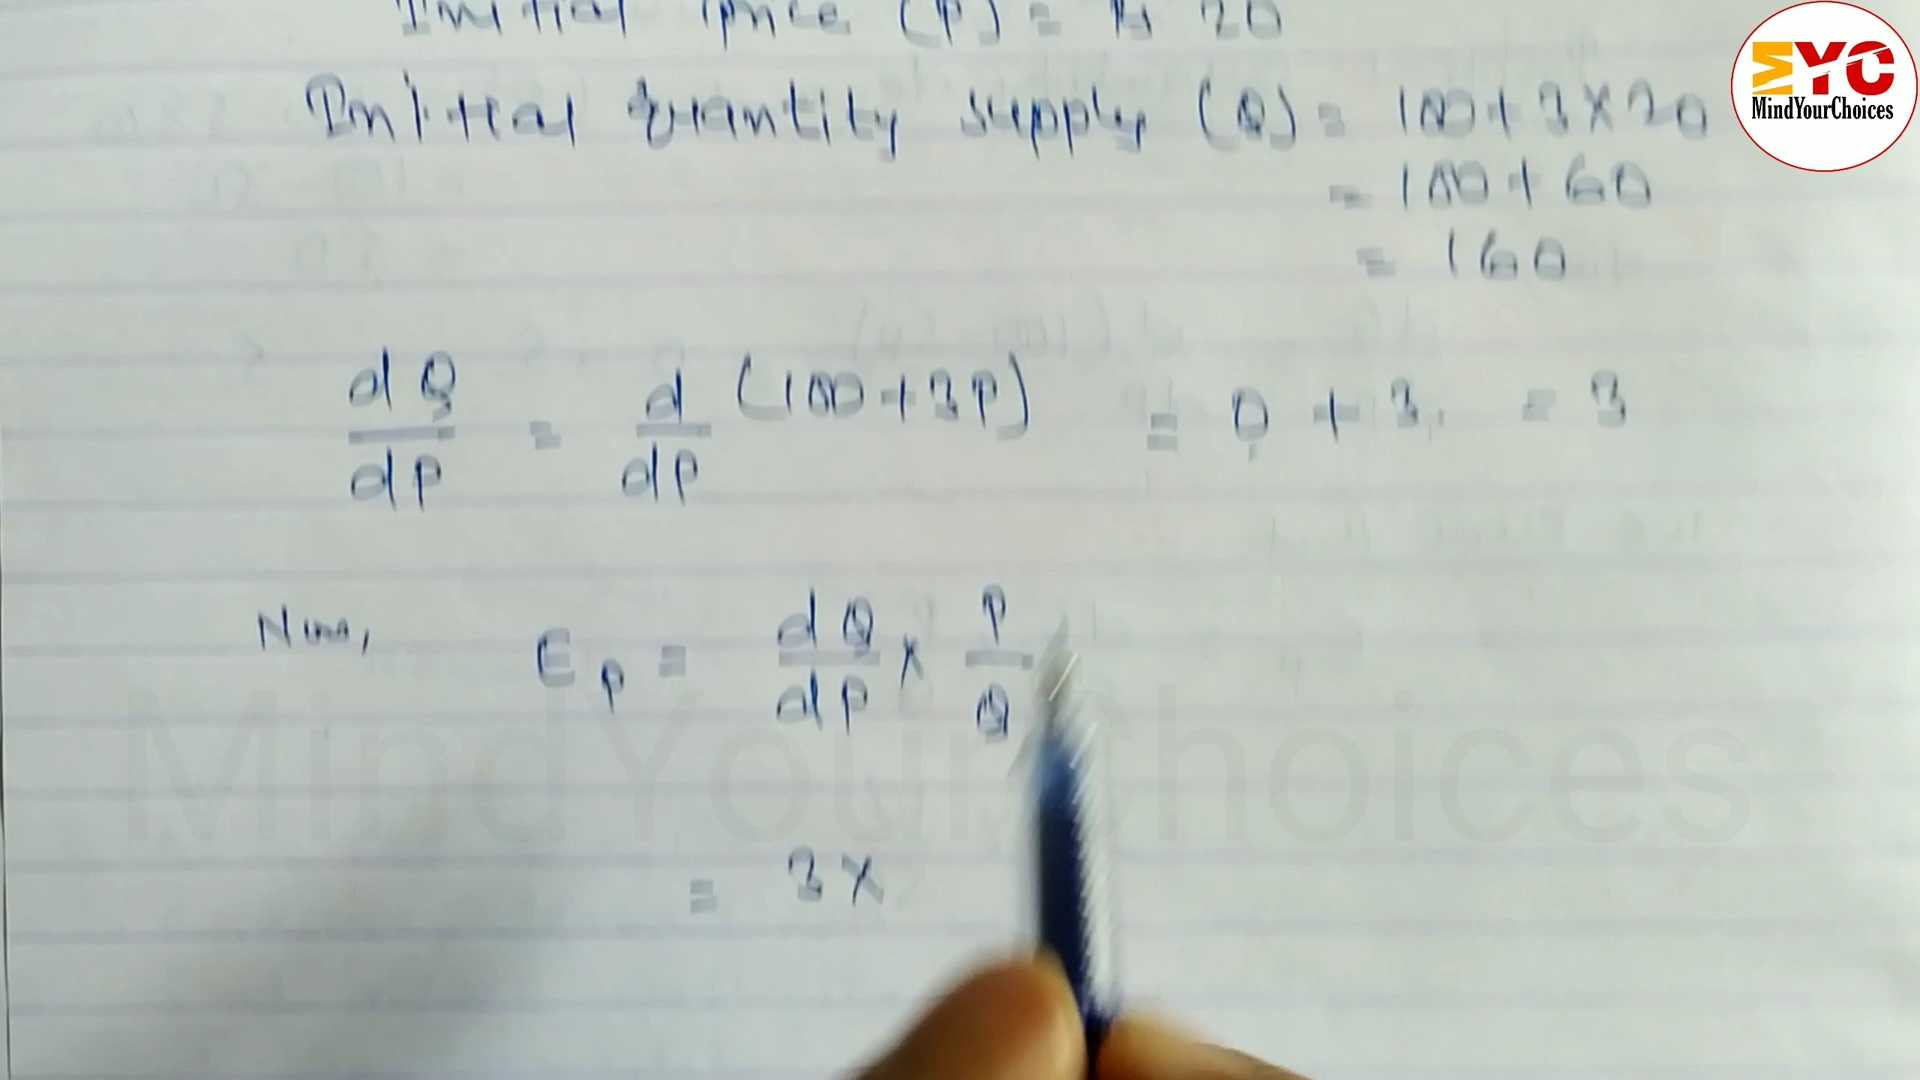 Initial price (P) = Rs 20
MYC
MindYourChoices
Initial quantity supply (Q) = 100 + 3 × 20
= 100 + 60
= 160
dQ/dP = d/dP (100 + 3P) = 0 + 3. = 3
Now, Ep = dQ/dP × P/Q
MindYourChoices
= 3 ×